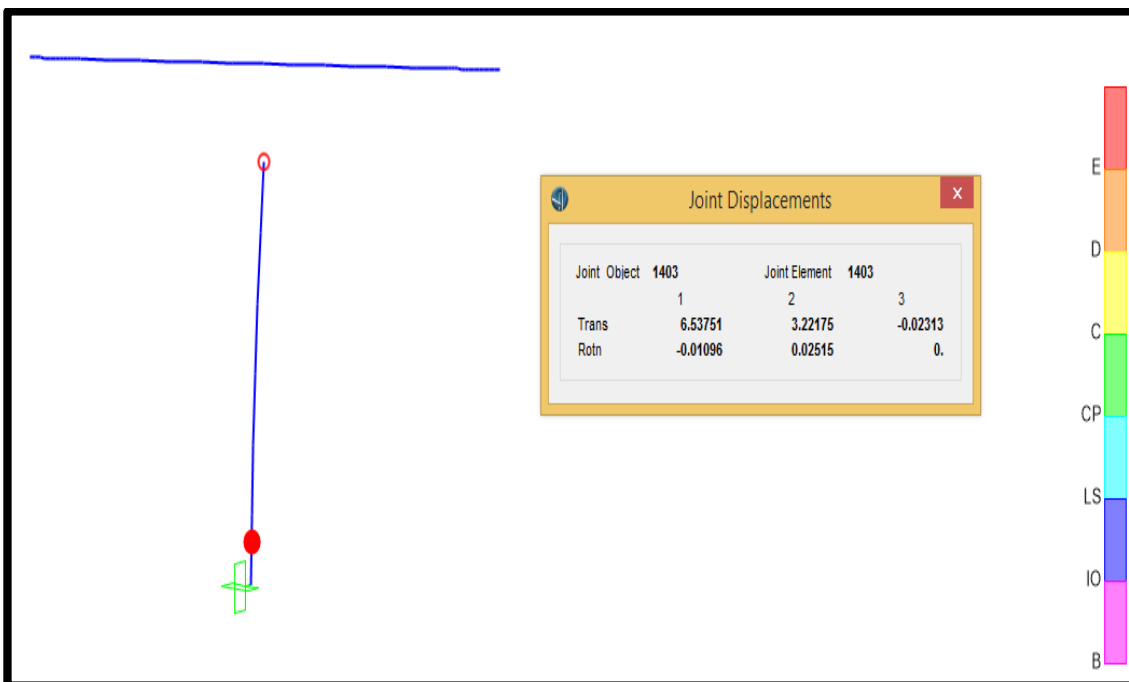 Joint Displacements
x
Joint Object 1403 Joint Element 1403
1 2 3
Trans 6.53751 3.22175 -0.02313
Rotn -0.01096 0.02515 0.
E
D
C
CP
LS
IO
B